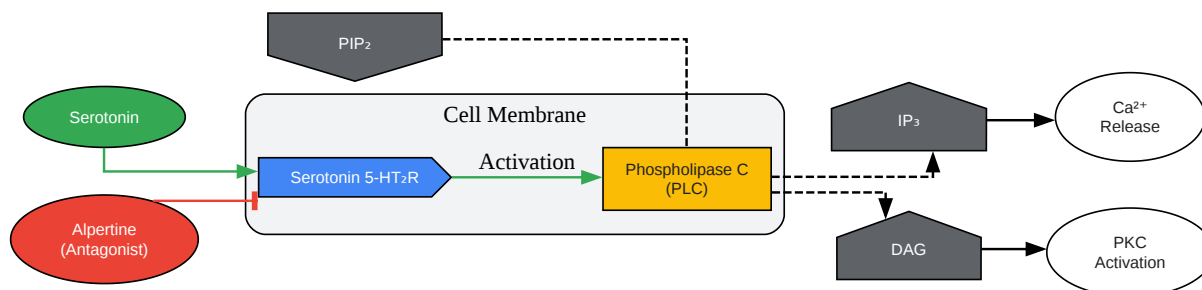 PIP₂
Cell Membrane
Serotonin
IP₃
Ca²⁺
Release
Activation
Serotonin 5-HT₂R
Phospholipase C
(PLC)
Alpertine
(Antagonist)
DAG
PKC
Activation